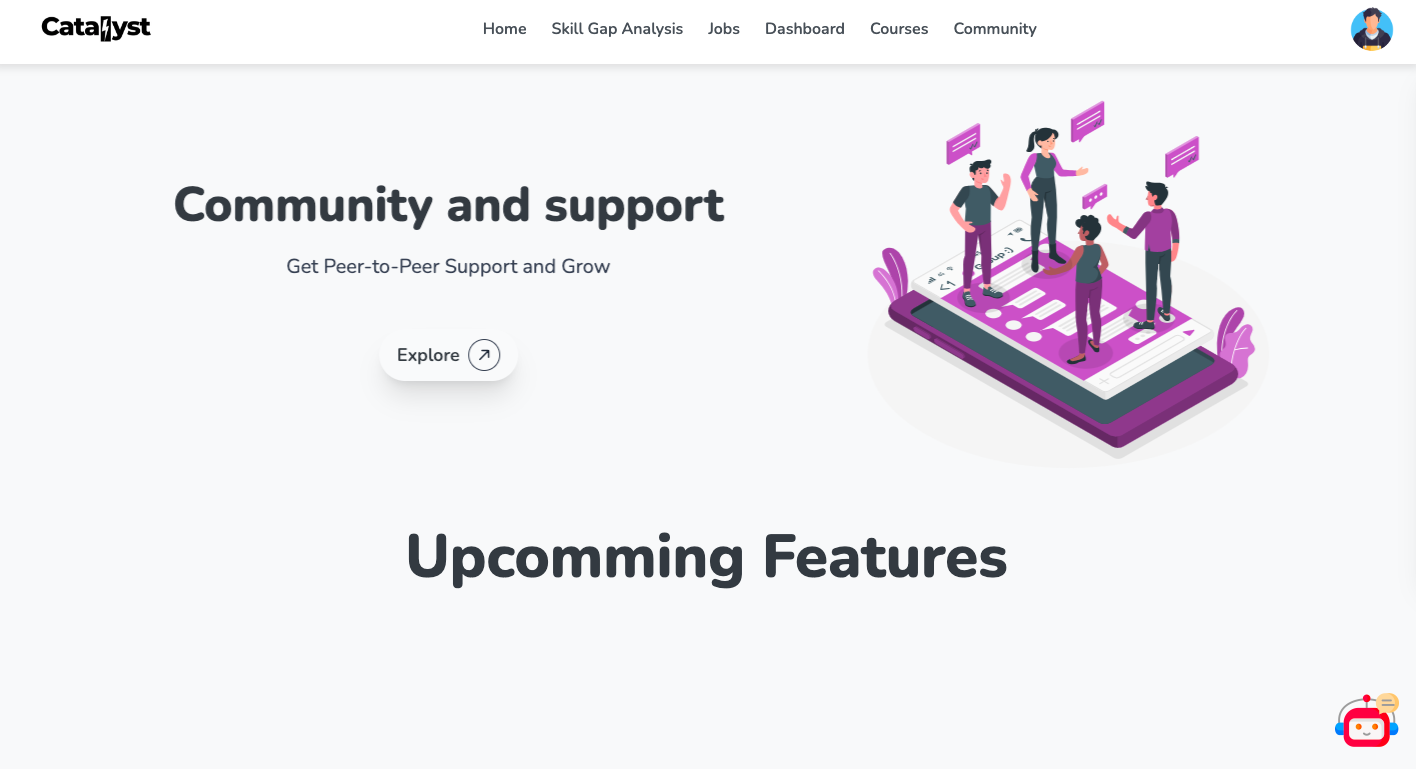 Catalyst
Home
Skill Gap Analysis
Jobs
Dashboard
Courses
Community
Community and support
Get Peer-to-Peer Support and Grow
Explore
Upcomming Features